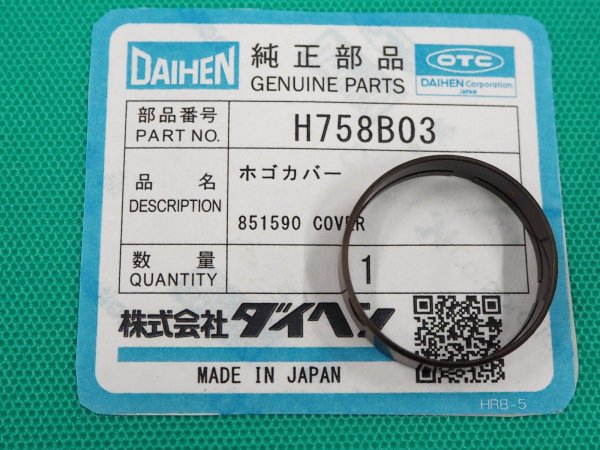 DAIHEN 純正部品 OTC
GENUINE PARTS DAIHEN Corporation
JAPAN
部品番号 H758B03
PART NO.
品名 ホゴカバー
DESCRIPTION 851590 COVER
数量 1
QUANTITY
株式会社ダイヘン
MADE IN JAPAN
HRB-5